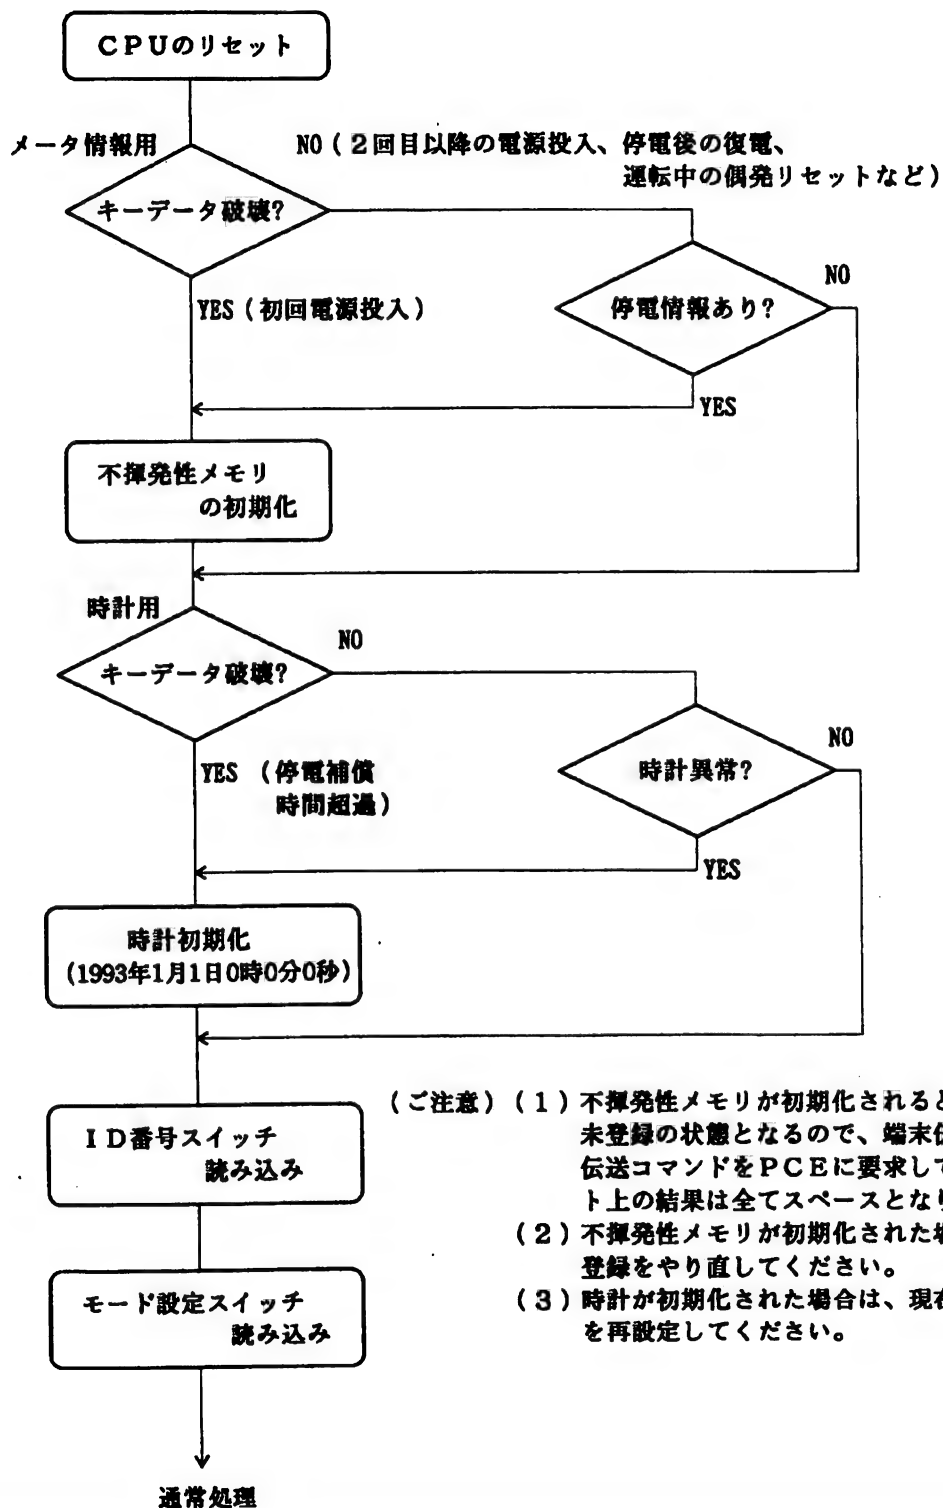 CPUのリセット
メータ情報用
NO(2回目以降の電源投入、停電後の復電、
運転中の偶発リセットなど)
キーデータ破壊?
YES(初回電源投入)
停電情報あり?
NO
YES
不揮発性メモリ
の初期化
時計用
キーデータ破壊?
NO
YES (停電補償
時間超過)
時計異常?
NO
YES
時計初期化
(1993年1月1日0時0分0秒)
ID番号スイッチ
読み込み
モード設定スイッチ
読み込み
通常処理
(ご注意)(1)不揮発性メモリが初期化されると
未登録の状態となるので、端末伝
伝送コマンドをPCEに要求して
ト上の結果は全てスペースとなり
(2)不揮発性メモリが初期化された場
登録をやり直してください。
(3)時計が初期化された場合は、現在
を再設定してください。